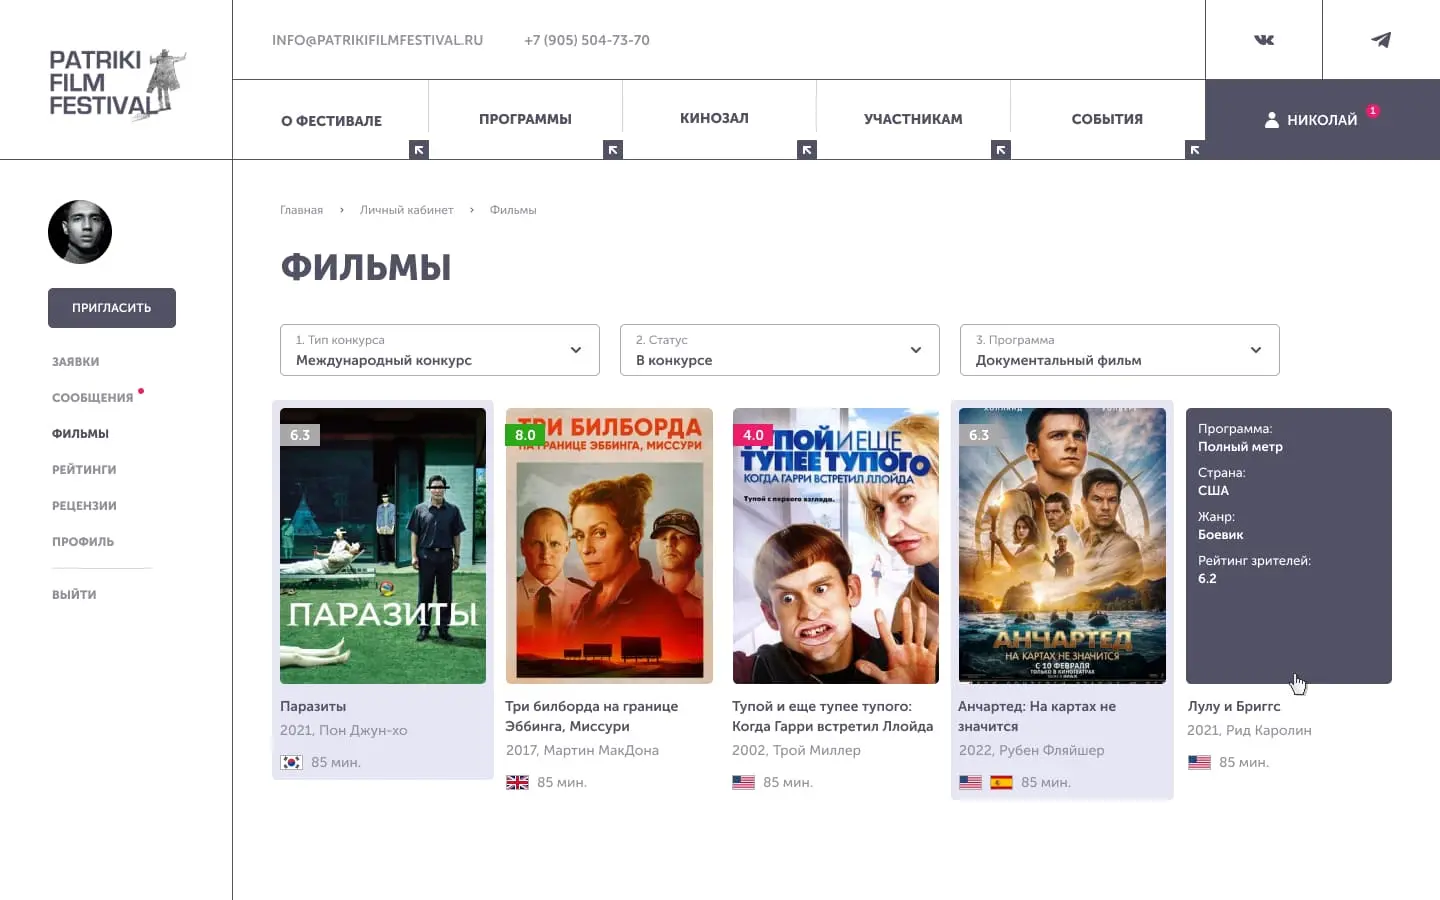 PATRIKI
FILM
FESTIVAL
INFO@PATRIKIFILMFESTIVAL.RU
+7 (905) 504-73-70
О ФЕСТИВАЛЕ
ПРОГРАММЫ
КИНОЗАЛ
УЧАСТНИКАМ
СОБЫТИЯ
НИКОЛАЙ
1
ПРИГЛАСИТЬ
ЗАЯВКИ
СООБЩЕНИЯ
ФИЛЬМЫ
РЕЙТИНГИ
РЕЦЕНЗИИ
ПРОФИЛЬ
ВЫЙТИ
Главная › Личный кабинет › Фильмы
ФИЛЬМЫ
1. Тип конкурса
Международный конкурс
2. Статус
В конкурсе
3. Программа
Документальный фильм
6.3
ПАРАЗИТЫ
Паразиты
2021, Пон Джун-хо
85 мин.
8.0
ТРИ БИЛБОРДА
НА ГРАНИЦЕ ЭББИНГА, МИССУРИ
Три билборда на границе
Эббинга, Миссури
2017, Мартин МакДона
85 мин.
4.0
ТУПОЙ И ЕЩЕ
ТУПЕЕ ТУПОГО
КОГДА ГАРРИ ВСТРЕТИЛ ЛЛОЙДА
Тупой с первого взгляда.
Тупой и еще тупее тупого:
Когда Гарри встретил Ллойда
2002, Трой Миллер
85 мин.
6.3
АНЧАРТЕД
НА КАРТАХ НЕ ЗНАЧИТСЯ
С 10 ФЕВРАЛЯ
ТОЛЬКО В КИНОТЕАТРАХ
Анчартед: На картах не
значится
2022, Рубен Фляйшер
85 мин.
Программа:
Полный метр
Страна:
США
Жанр:
Боевик
Рейтинг зрителей:
6.2
Лулу и Бриггс
2021, Рид Каролин
85 мин.